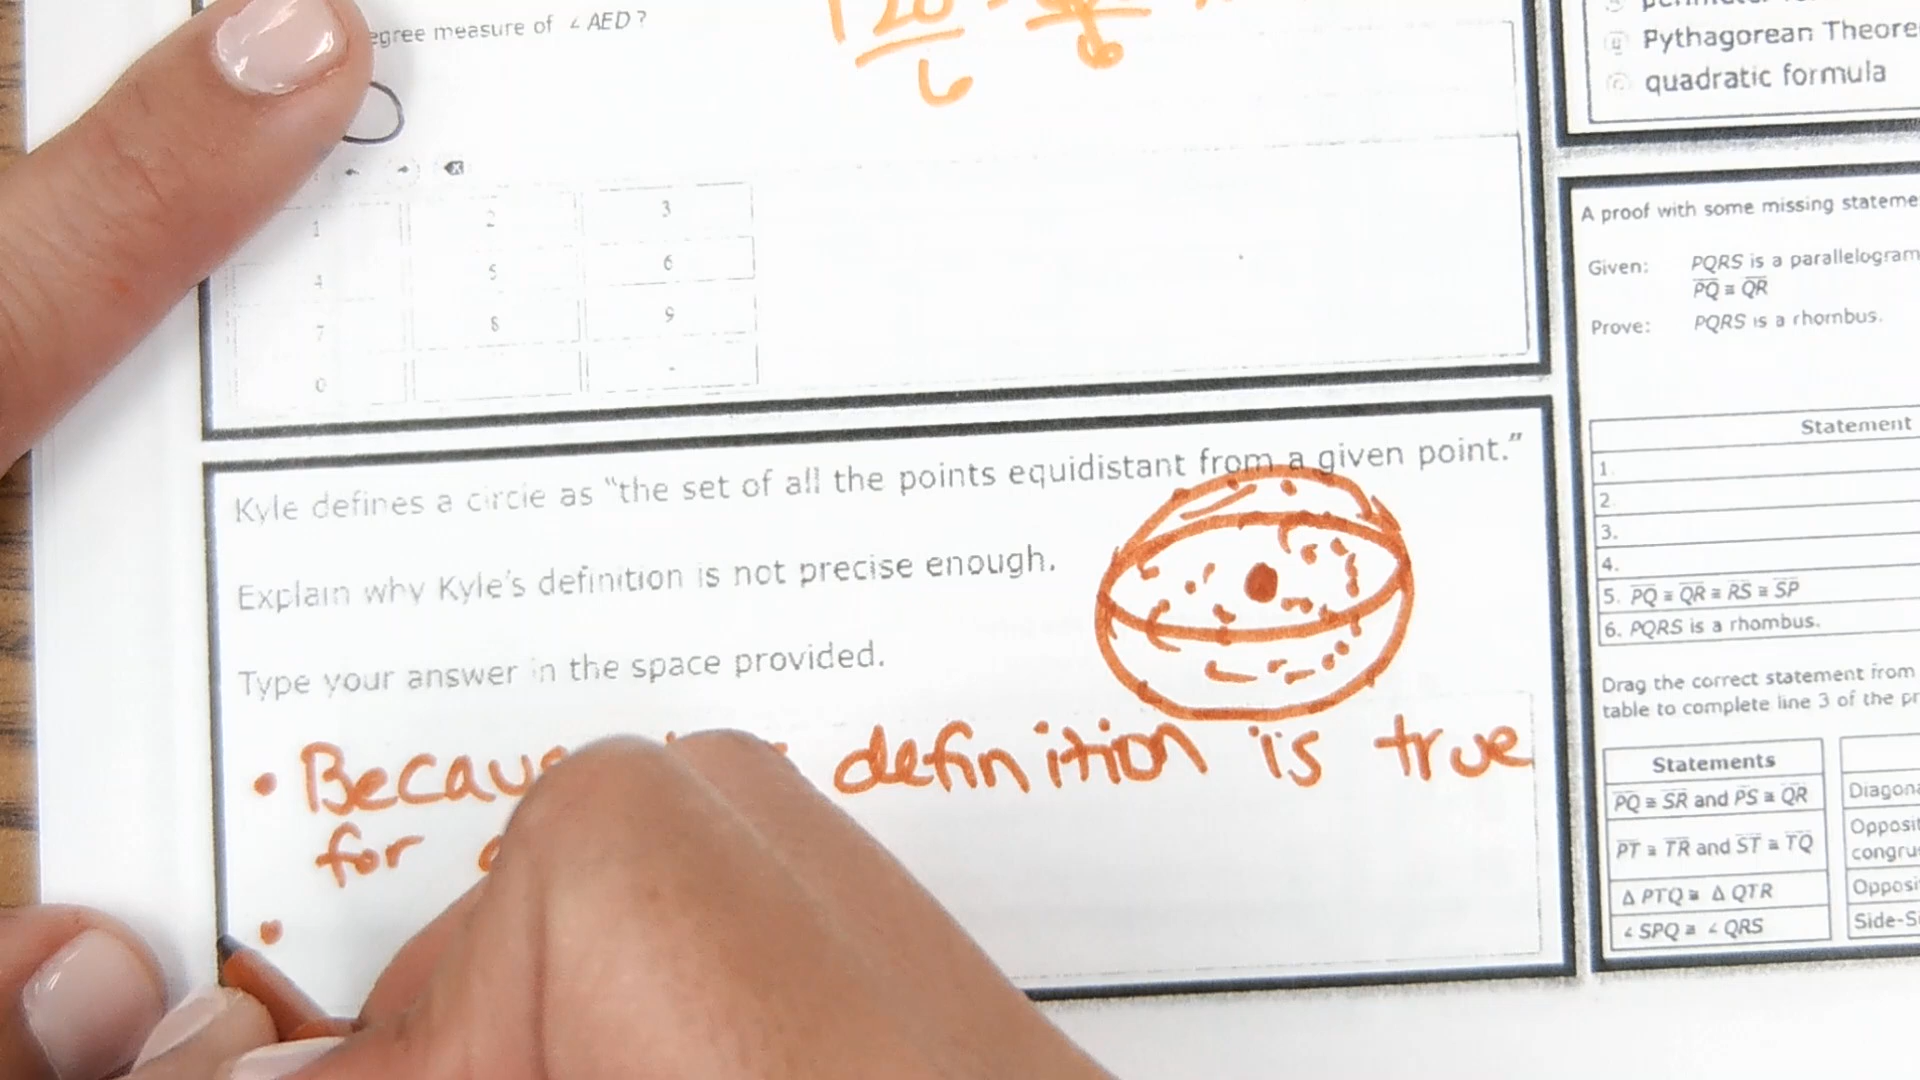 egree measure of ∠ AED ?
120
6
6
1 2 3
4 5 6
7 8 9
0 .
Kyle defines a circle as “the set of all the points equidistant from a given point.”
Explain why Kyle's definition is not precise enough.
Type your answer in the space provided.
• Becau definition is true
for
•
Pythagorean Theore
quadratic formula
A proof with some missing stateme
Given: PQRS is a parallelogram
PQ ≅ QR
Prove: PQRS is a rhombus.
Statement
1.
2.
3.
4.
5. PQ ≅ QR ≅ RS ≅ SP
6. PQRS is a rhombus.
Drag the correct statement from
table to complete line 3 of the pr
Statements
PQ ≅ SR and PS ≅ QR
PT ≅ TR and ST ≅ TQ
Δ PTQ ≅ Δ QTR
∠ SPQ ≅ ∠ QRS
Diagona
Opposit
congru
Opposi
Side-Si